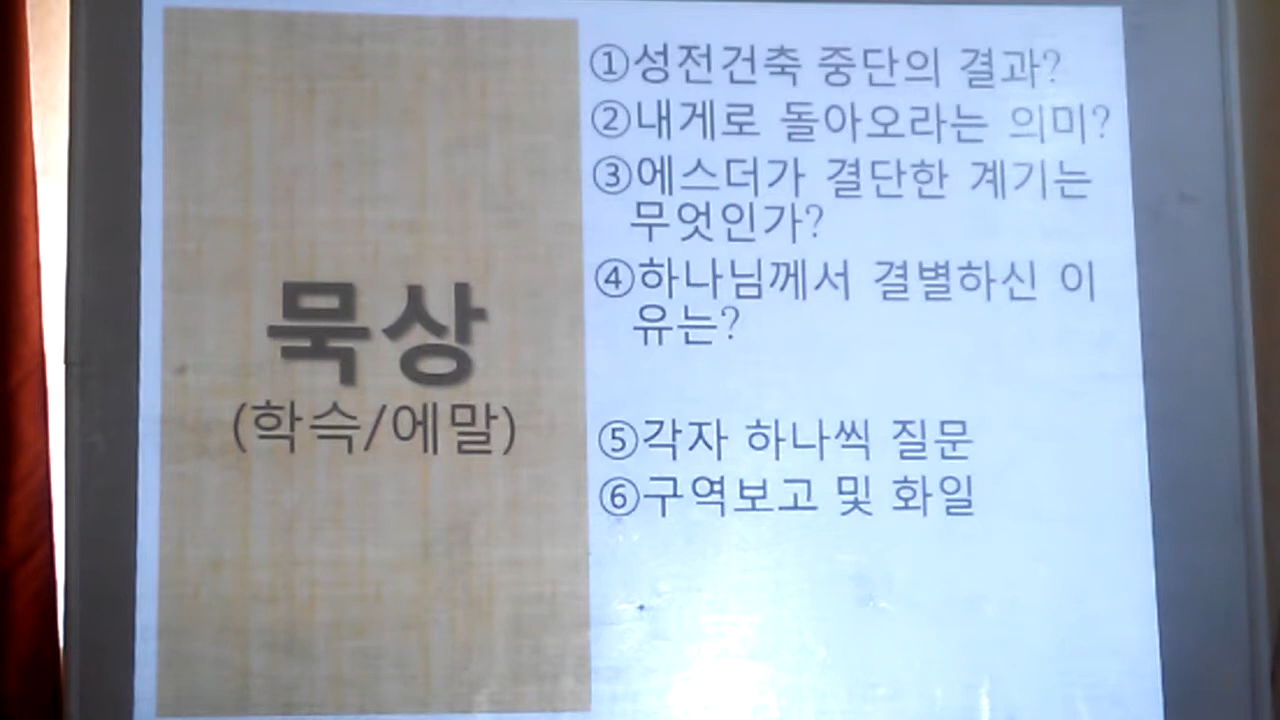 묵상
(학슥/에말)
①성전건축 중단의 결과?
②내게로 돌아오라는 의미?
③에스더가 결단한 계기는
무엇인가?
④하나님께서 결별하신 이
유는?
⑤각자 하나씩 질문
⑥구역보고 및 화일